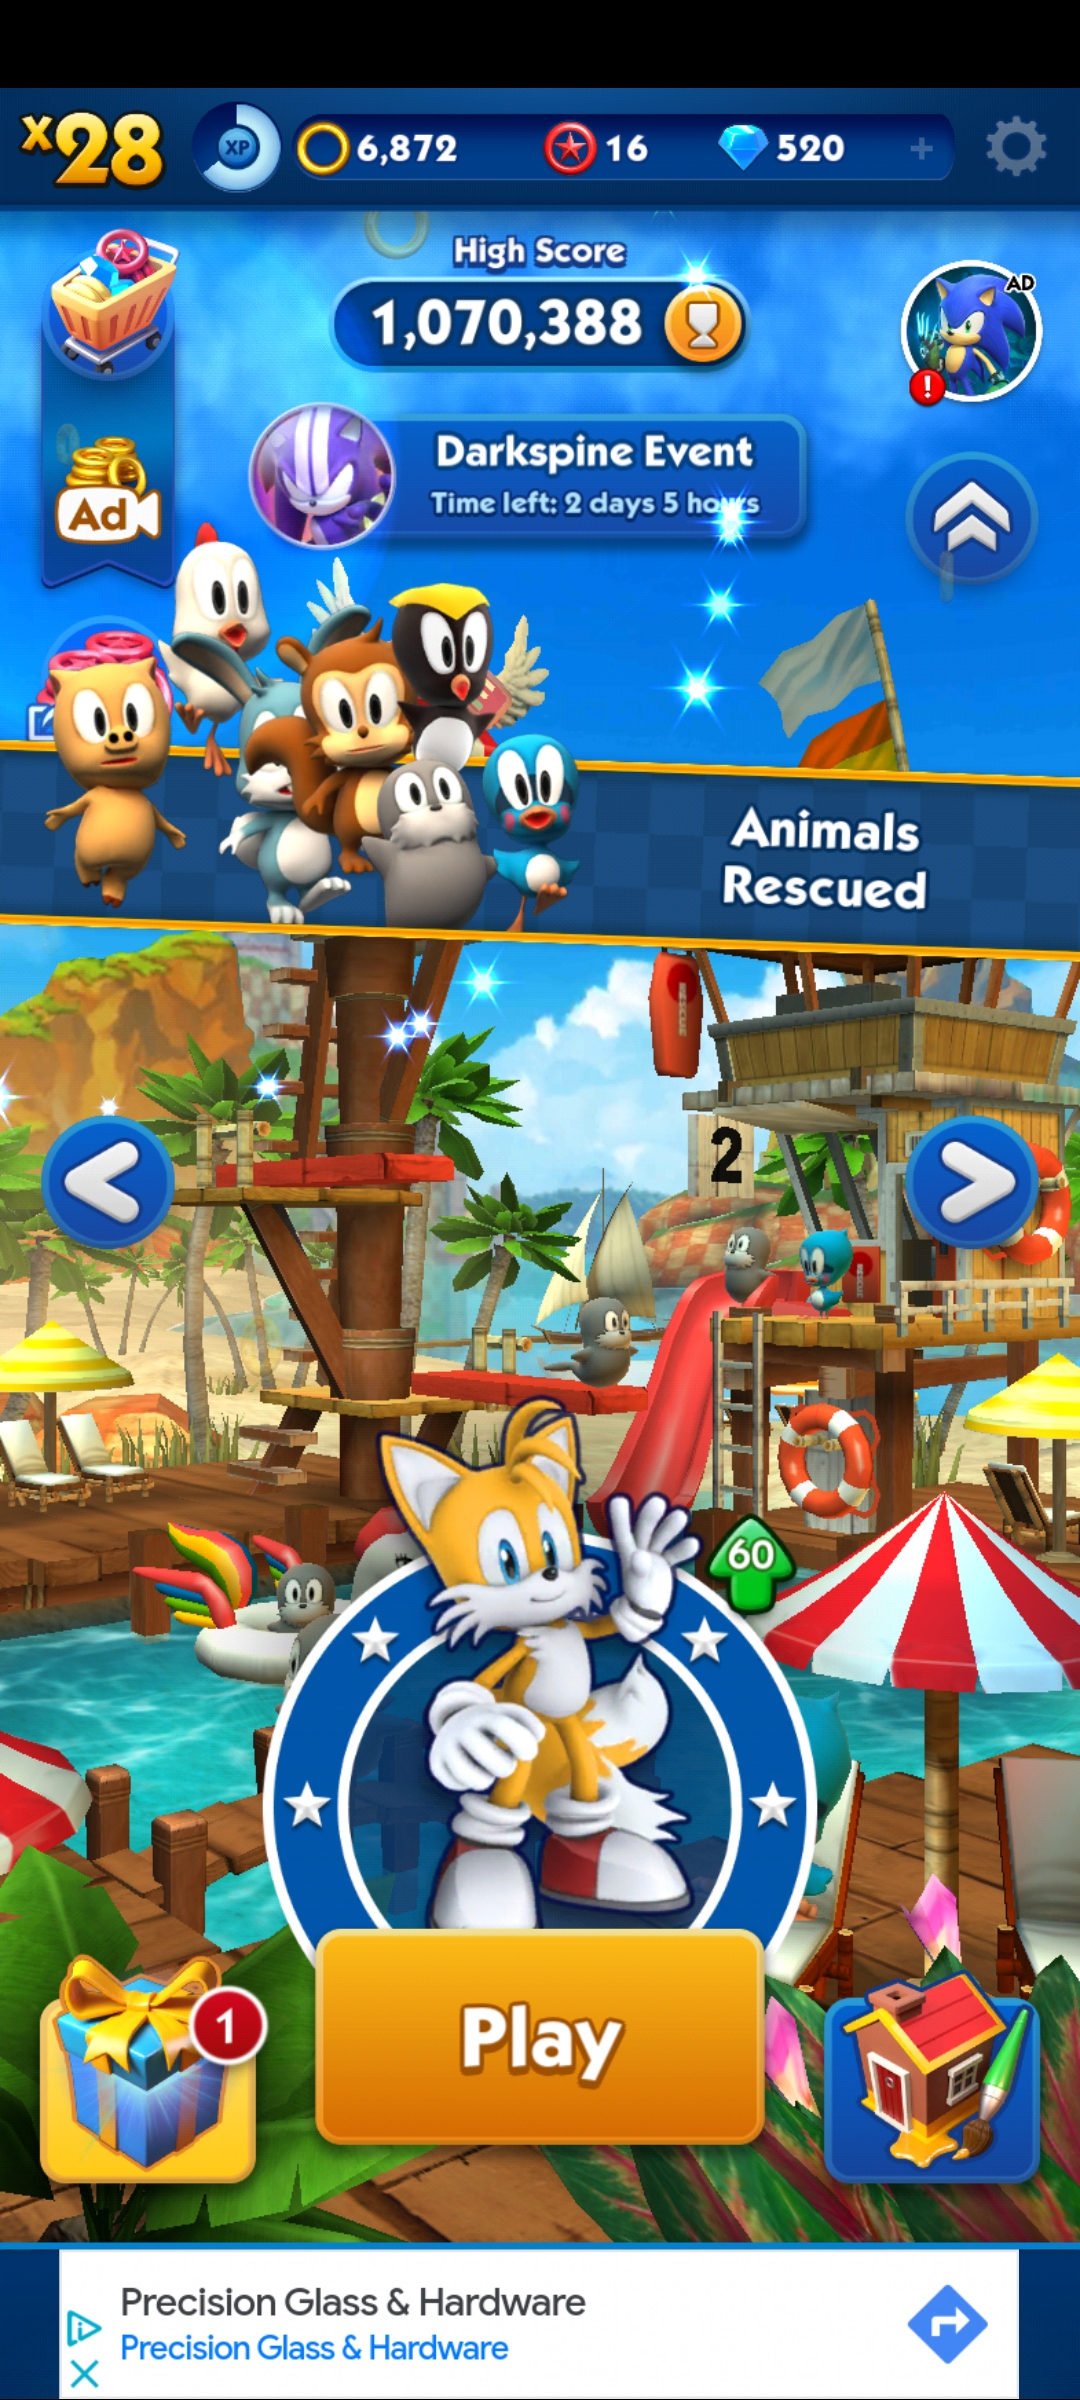 x28
XP
6,872
16
520
+
High Score
1,070,388
AD
!
Darkspine Event
Time left: 2 days 5 hours
Ad
Animals
Rescued
RESCUE
2
60
1
Play
Precision Glass & Hardware
Precision Glass & Hardware